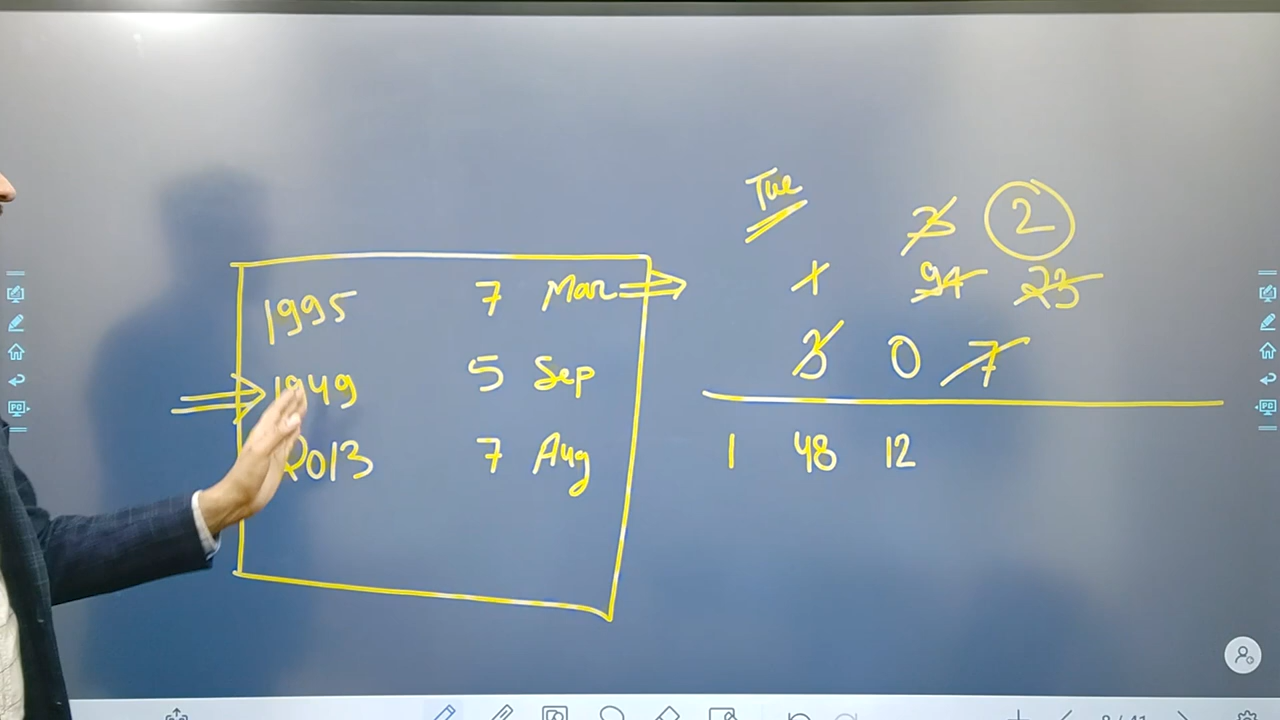 Tue
3 2
1 94 23
1995 7 Mar
3 0 7
1949 5 Sep
2013 7 Aug
1 48 12